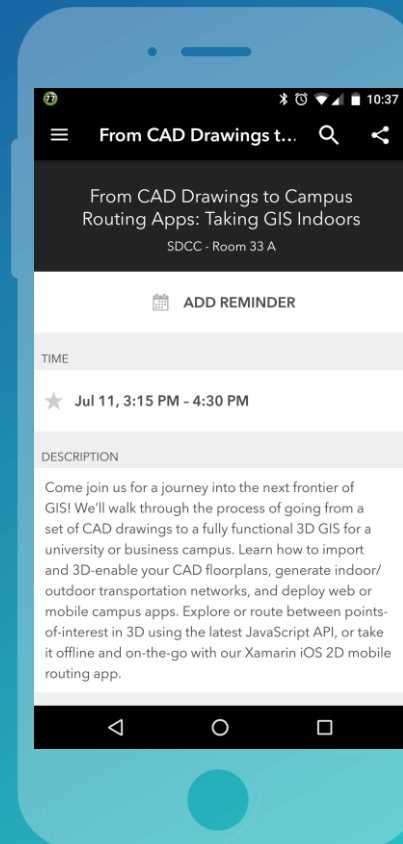 77
10:37
From CAD Drawings t...
From CAD Drawings to Campus
Routing Apps: Taking GIS Indoors
SDCC - Room 33 A
ADD REMINDER
TIME
Jul 11, 3:15 PM – 4:30 PM
DESCRIPTION
Come join us for a journey into the next frontier of
GIS! We'll walk through the process of going from a
set of CAD drawings to a fully functional 3D GIS for a
university or business campus. Learn how to import
and 3D-enable your CAD floorplans, generate indoor/
outdoor transportation networks, and deploy web or
mobile campus apps. Explore or route between points-
of-interest in 3D using the latest JavaScript API, or take
it offline and on-the-go with our Xamarin iOS 2D mobile
routing app.